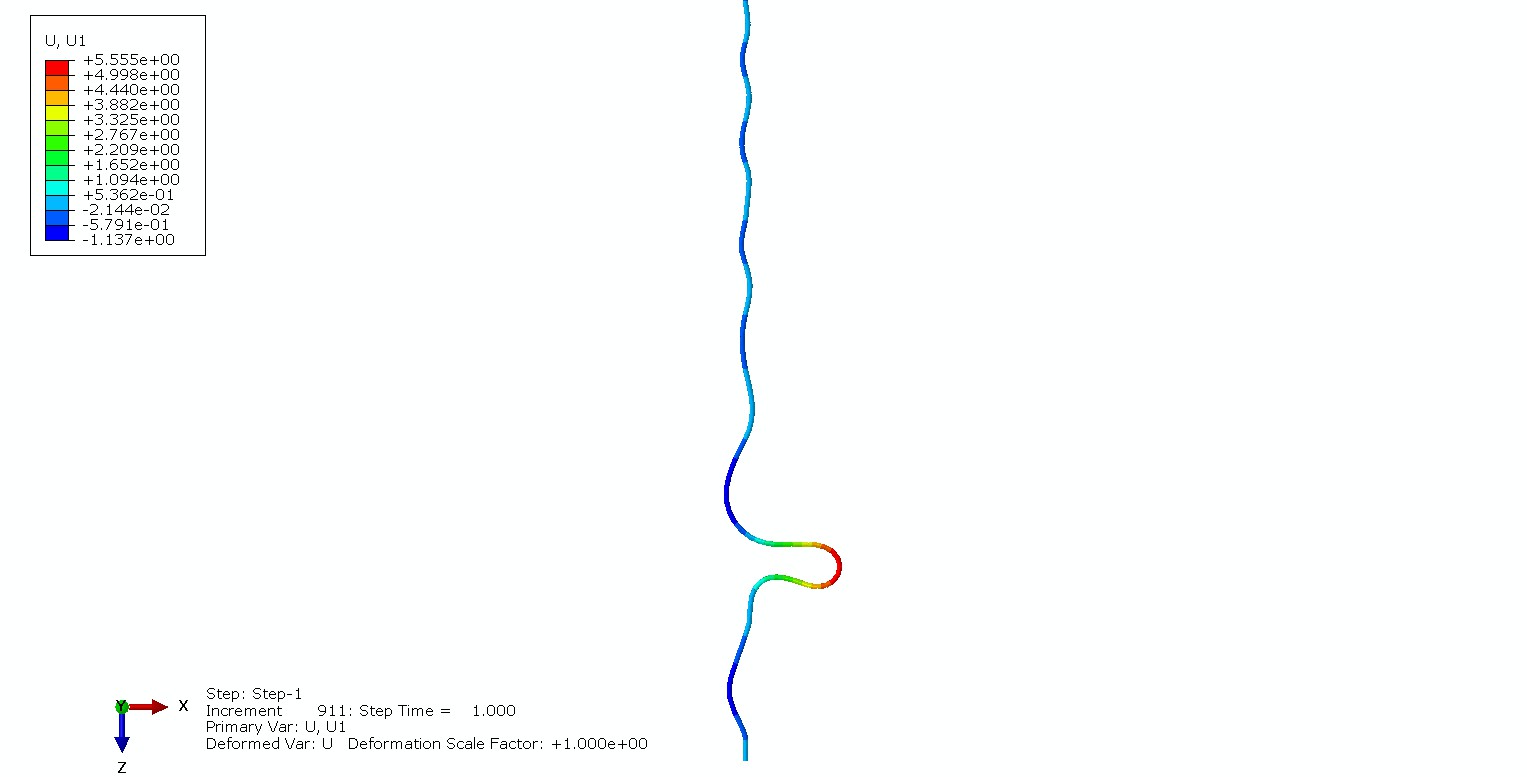 U, U1
+5.555e+00
+4.998e+00
+4.440e+00
+3.882e+00
+3.325e+00
+2.767e+00
+2.209e+00
+1.652e+00
+1.094e+00
+5.362e-01
-2.144e-02
-5.791e-01
-1.137e+00
Y
X
Z
Step: Step-1
Increment 911: Step Time = 1.000
Primary Var: U, U1
Deformed Var: U Deformation Scale Factor: +1.000e+00